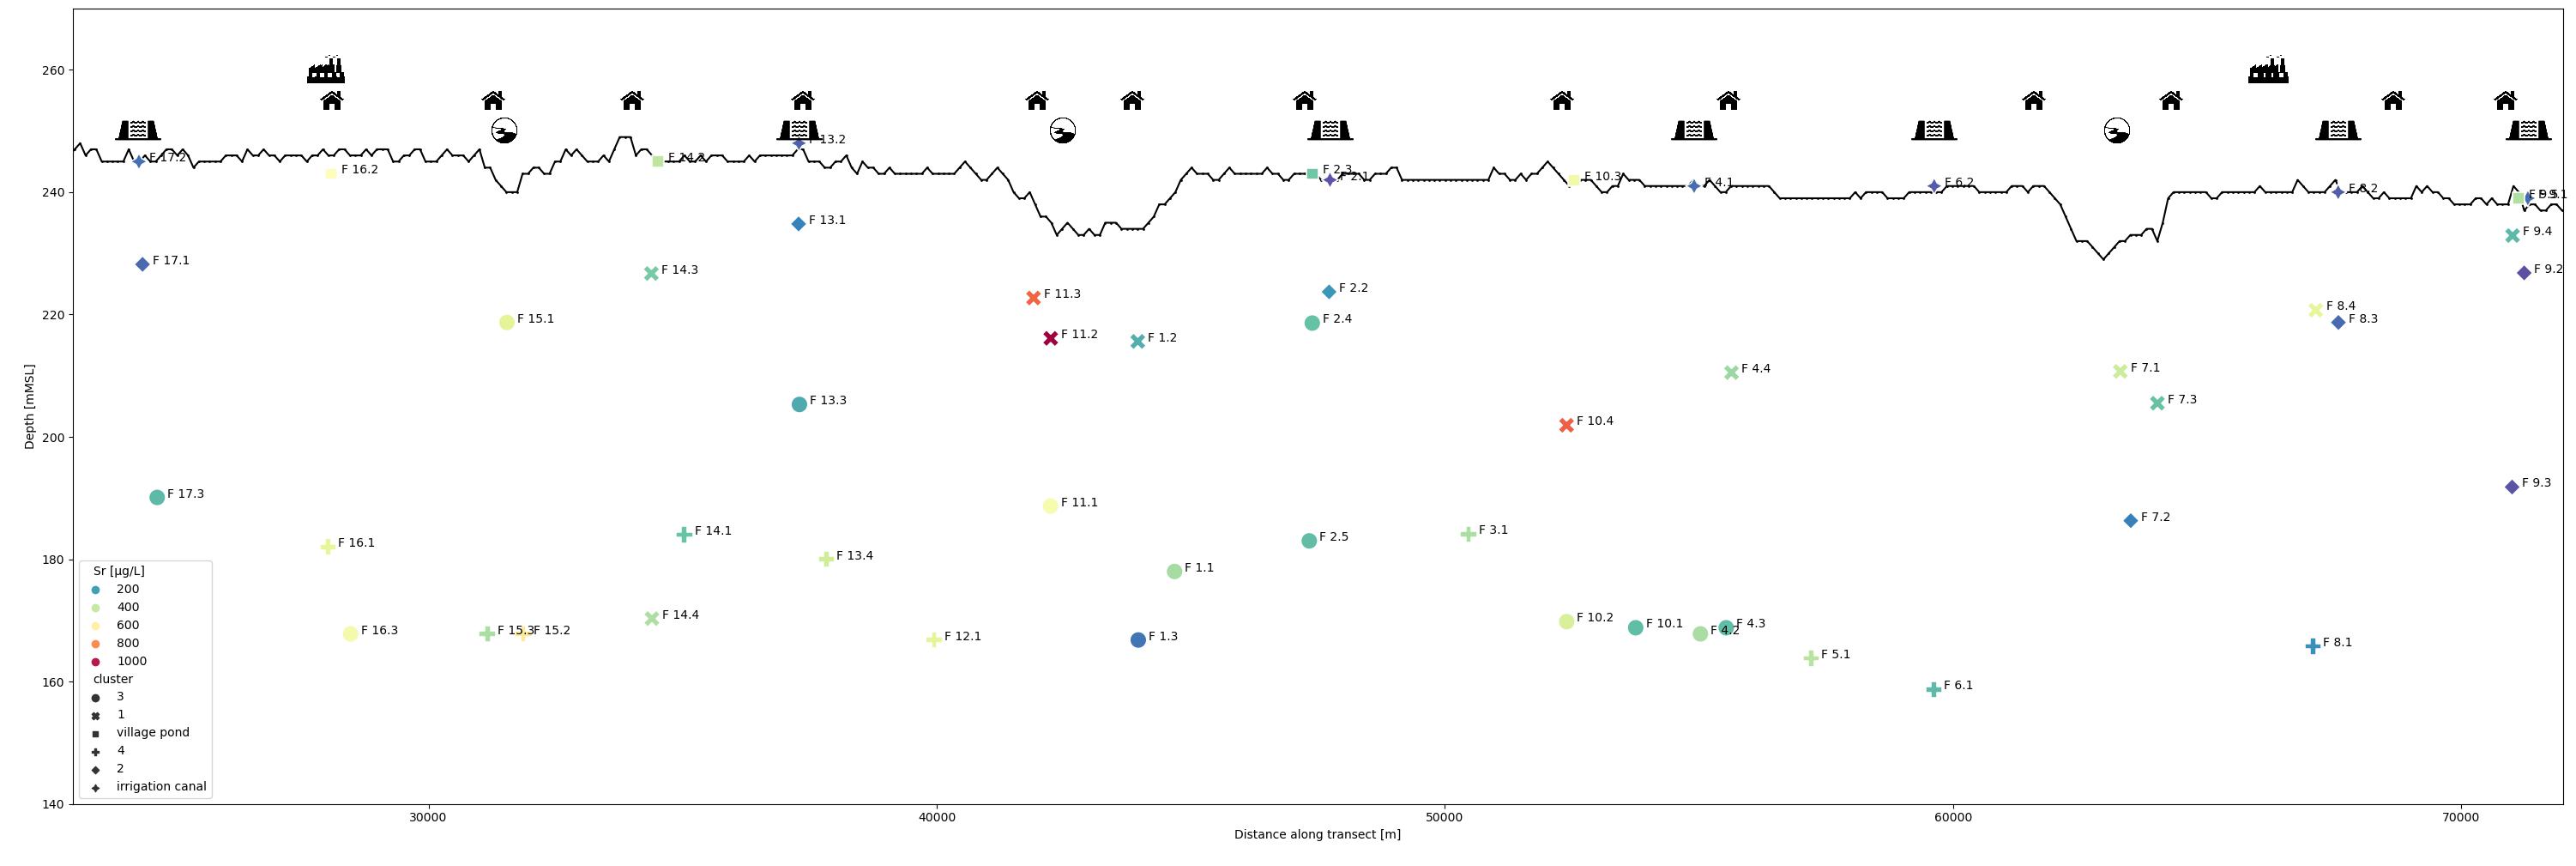 260
240
220
200
180
160
140
Depth [mMSL]
F 13.2
F 17.2
F 14.2
F 16.2
F 2.3
F 2.1
F 10.3
F 4.1
F 6.2
F 8.2
F 9.1
F 13.1
F 9.4
F 17.1
F 14.3
F 9.2
F 2.2
F 11.3
F 8.4
F 15.1
F 2.4
F 8.3
F 11.2
F 1.2
F 4.4
F 7.1
F 13.3
F 7.3
F 10.4
F 17.3
F 9.3
F 11.1
F 7.2
F 14.1
F 3.1
F 16.1
F 2.5
F 13.4
F 1.1
F 14.4
F 10.2
F 16.3
F 15.3
F 15.2
F 12.1
F 1.3
F 10.1
F 4.2
F 4.3
F 8.1
F 5.1
F 6.1
Sr [µg/L]
200
400
600
800
1000
cluster
3
1
village pond
4
2
irrigation canal
30000
40000
50000
60000
70000
Distance along transect [m]